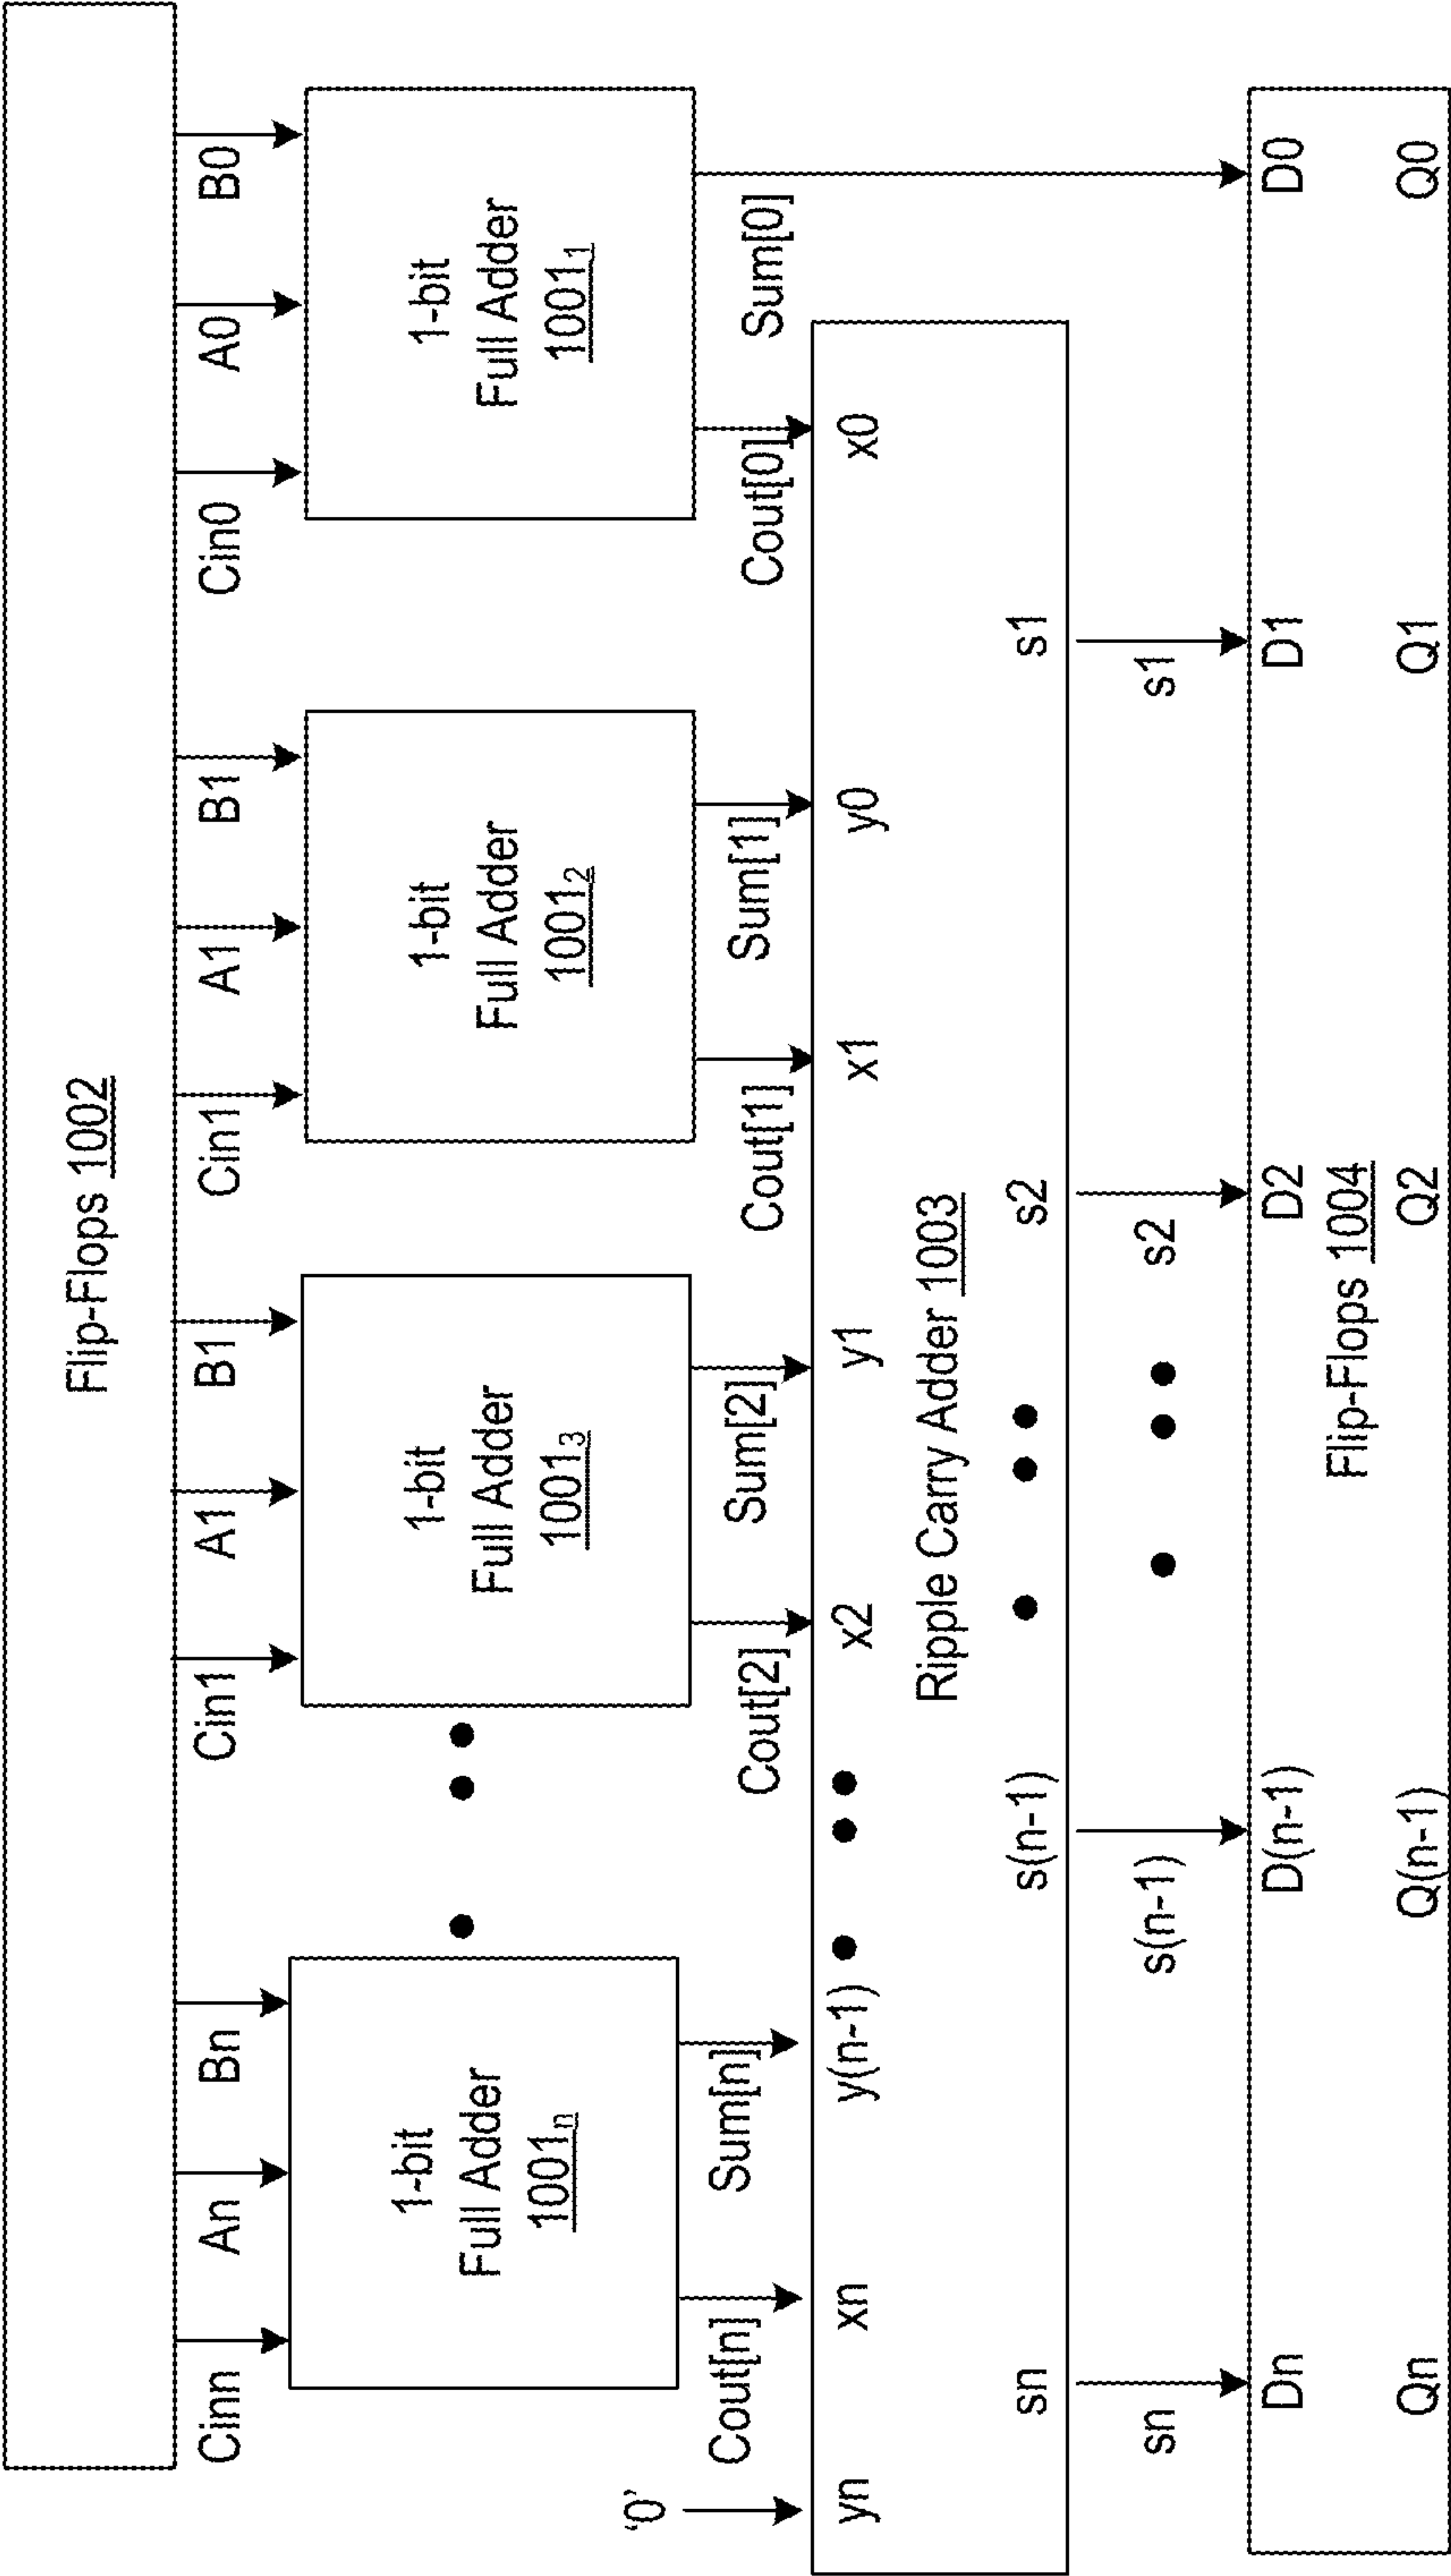 Flip-Flops 1002
Cinn
An
Bn
Cin1
A1
B1
Cin1
A1
B1
Cin0
A0
B0
1-bit
Full Adder
1001n
1-bit
Full Adder
10013
1-bit
Full Adder
10012
1-bit
Full Adder
10011
'0'
Cout[n]
Sum[n]
Cout[2]
Sum[2]
Cout[1]
Sum[1]
Cout[0]
Sum[0]
yn
xn
y(n-1)
x2
y1
x1
y0
x0
Ripple Carry Adder 1003
sn
s(n-1)
s2
s1
sn
s(n-1)
s2
s1
Dn
D(n-1)
D2
D1
D0
Flip-Flops 1004
Qn
Q(n-1)
Q2
Q1
Q0